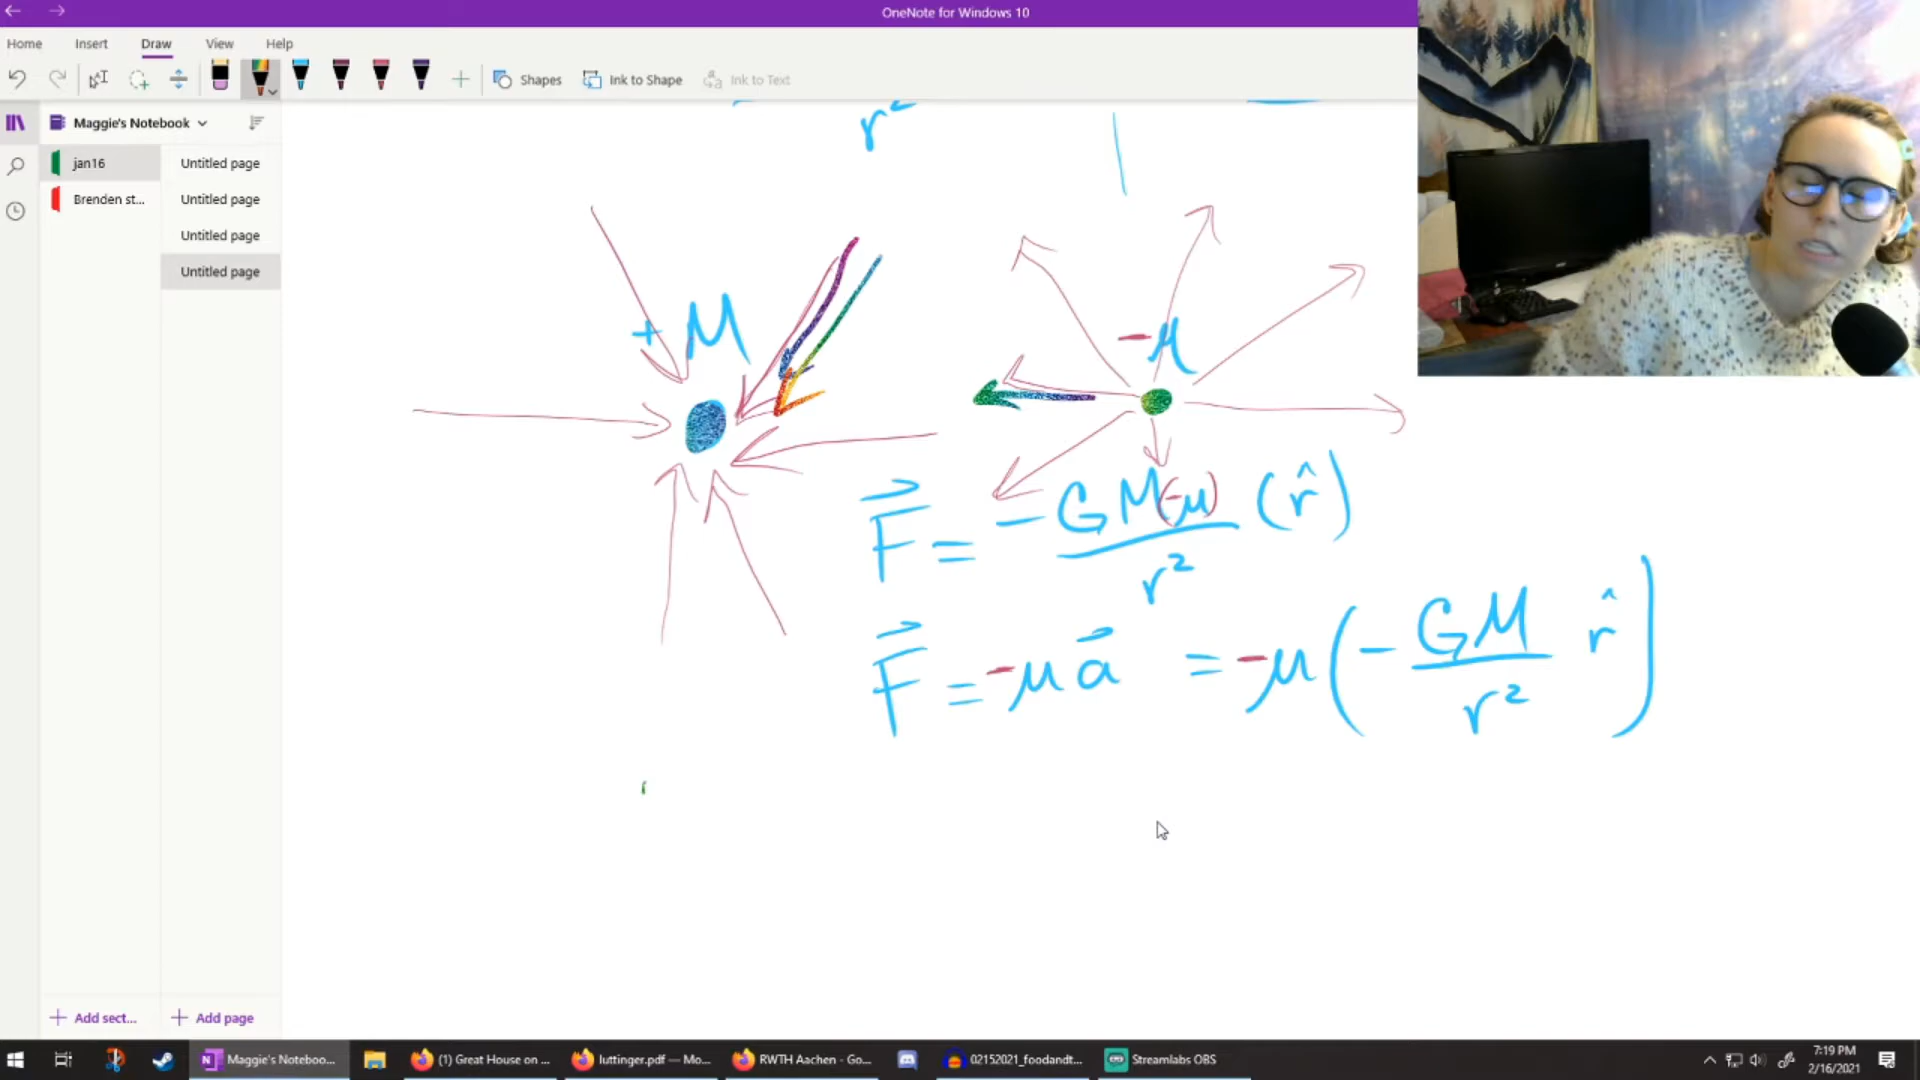 OneNote for Windows 10
Home Insert Draw View Help
Shapes Ink to Shape Ink to Text
Maggie's Notebook
jan16 Untitled page
Brenden st... Untitled page
Untitled page
Untitled page
r²
+ M
- μ
F⃗ = - GM(-μ) / r² (r̂)
F⃗ = -μa⃗ = -μ(- GM / r² r̂)
Add sect... Add page
Maggie's Noteboo... (1) Great House on ... luttinger.pdf — Mo... RWTH Aachen - Go... 02152021_foodandt... Streamlabs OBS
7:19 PM
2/16/2021